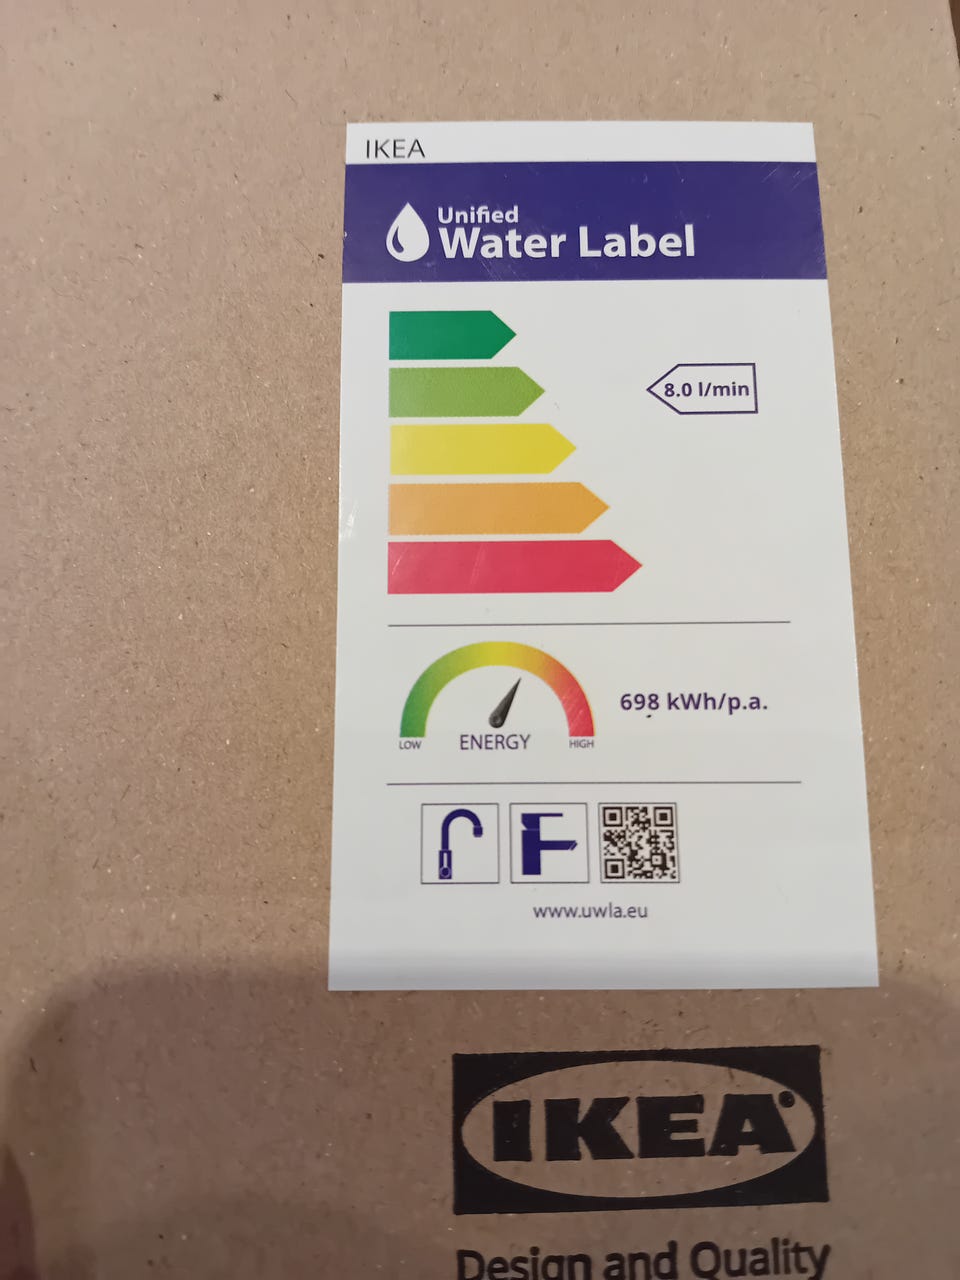 IKEA
Unified
Water Label
8.0 l/min
698 kWh/p.a.
LOW
ENERGY
HIGH
www.uwla.eu
IKEA®
Design and Quality